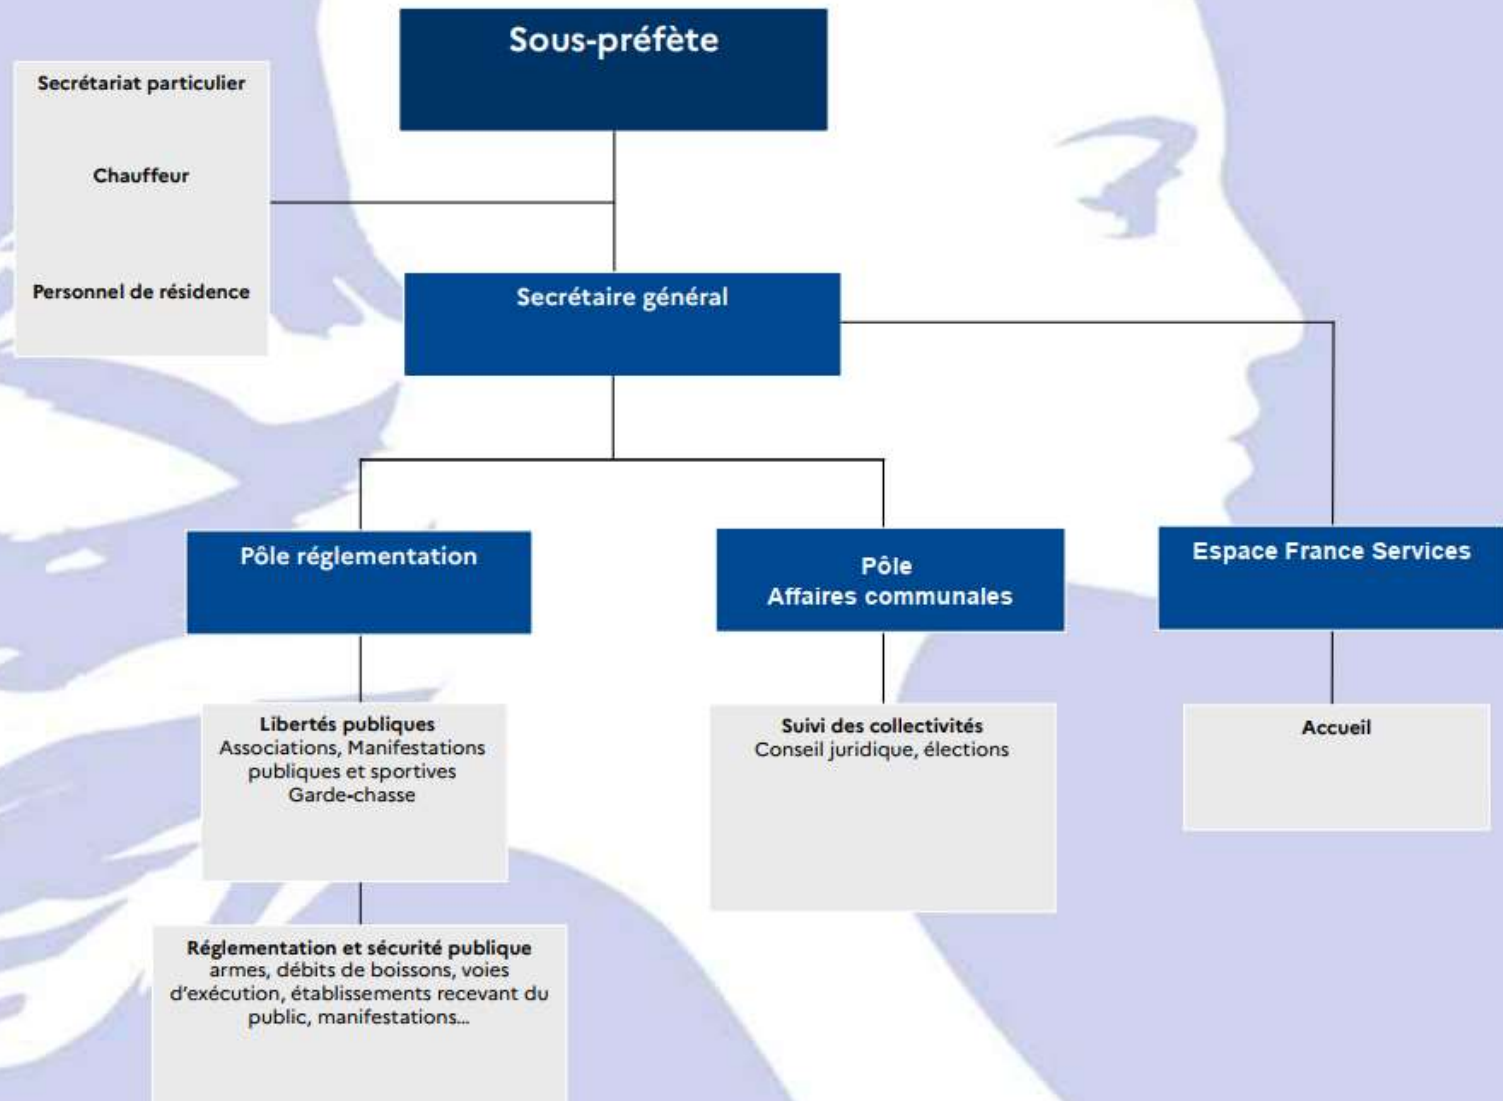 Sous-préfète
Secrétariat particulier
Chauffeur
Personnel de résidence
Secrétaire général
Pôle réglementation
Pôle
Affaires communales
Espace France Services
Libertés publiques
Associations, Manifestations
publiques et sportives
Garde-chasse
Suivi des collectivités
Conseil juridique, élections
Accueil
Réglementation et sécurité publique
armes, débits de boissons, voies
d'exécution, établissements recevant du
public, manifestations...